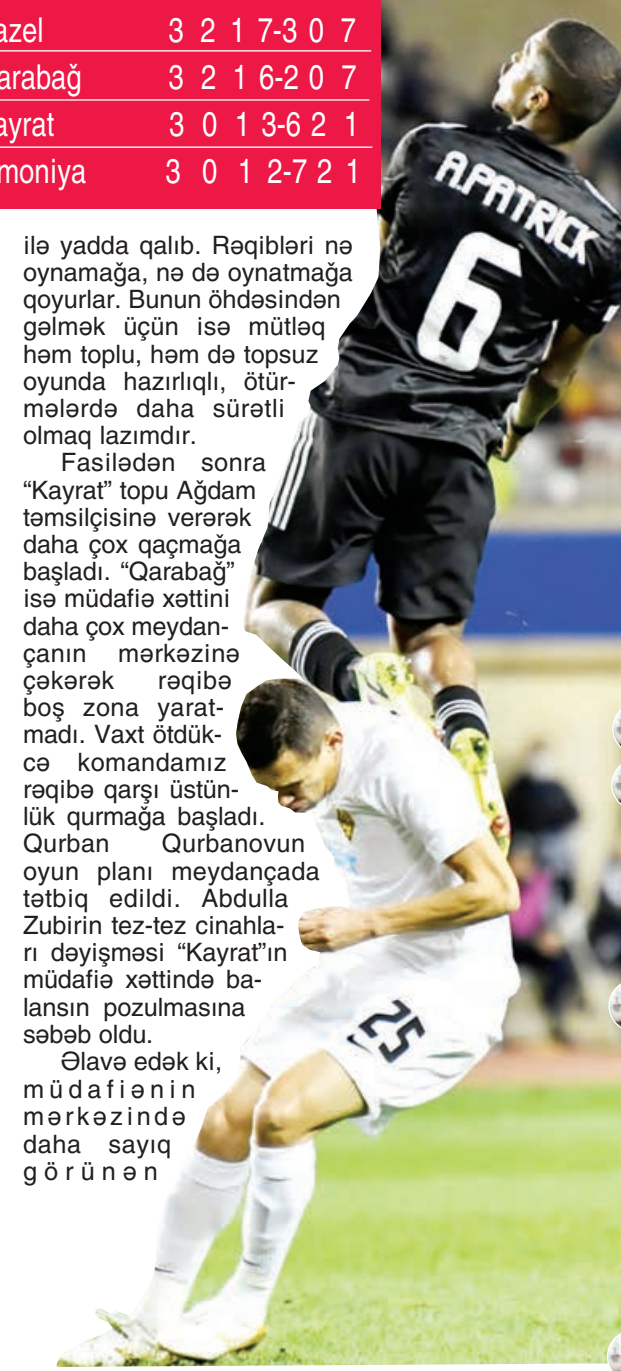 azel 3 2 1 7-3 0 7
arabağ 3 2 1 6-2 0 7
ayrat 3 0 1 3-6 2 1
moniya 3 0 1 2-7 2 1
ilə yadda qalıb. Rəqibləri nə
oynamağa, nə də oynatmağa
qoyurlar. Bunun öhdəsindən
gəlmək üçün isə mütləq
həm toplu, həm də topsuz
oyunda hazırlıqlı, ötür-
mələrdə daha sürətli
olmaq lazımdır.
Fasilədən sonra
“Kayrat” topu Ağdam
təmsilçisinə verərək
daha çox qaçmağa
başladı. “Qarabağ”
isə müdafiə xəttini
daha çox meydan-
çanın mərkəzinə
çəkərək rəqibə
boş zona yarat-
madı. Vaxt ötdük-
cə komandamız
rəqibə qarşı üstün-
lük qurmağa başladı.
Qurban Qurbanovun
oyun planı meydançada
tətbiq edildi. Abdulla
Zubirin tez-tez cinahla-
rı dəyişməsi “Kayrat”ın
müdafiə xəttində ba-
lansın pozulmasına
səbəb oldu.
Əlavə edək ki,
müdafiənin
mərkəzində
daha sayıq
görünən
A.PATRICK
6
25